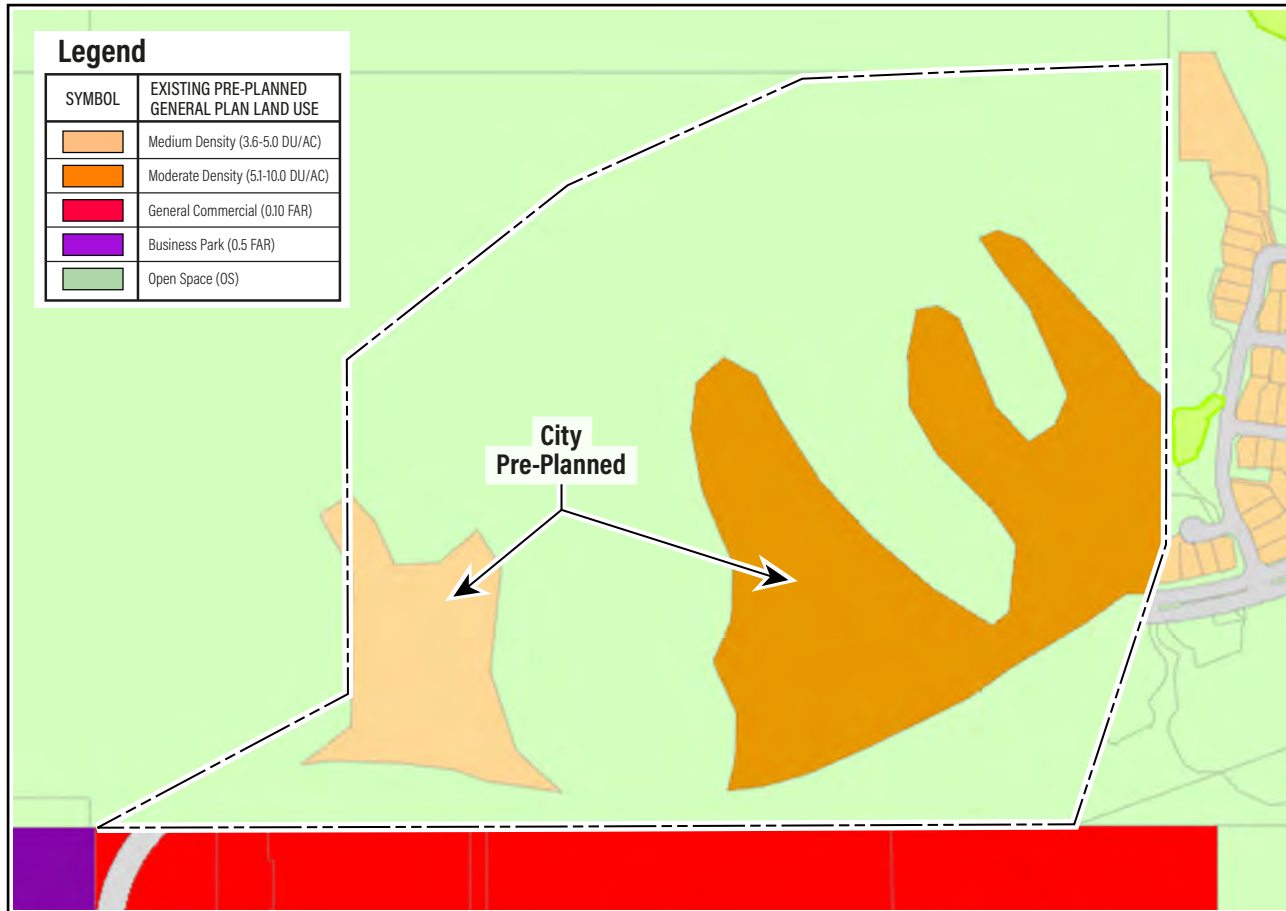 Legend
SYMBOL
EXISTING PRE-PLANNED
GENERAL PLAN LAND USE
Medium Density (3.6-5.0 DU/AC)
Moderate Density (5.1-10.0 DU/AC)
General Commercial (0.10 FAR)
Business Park (0.5 FAR)
Open Space (OS)
City
Pre-Planned